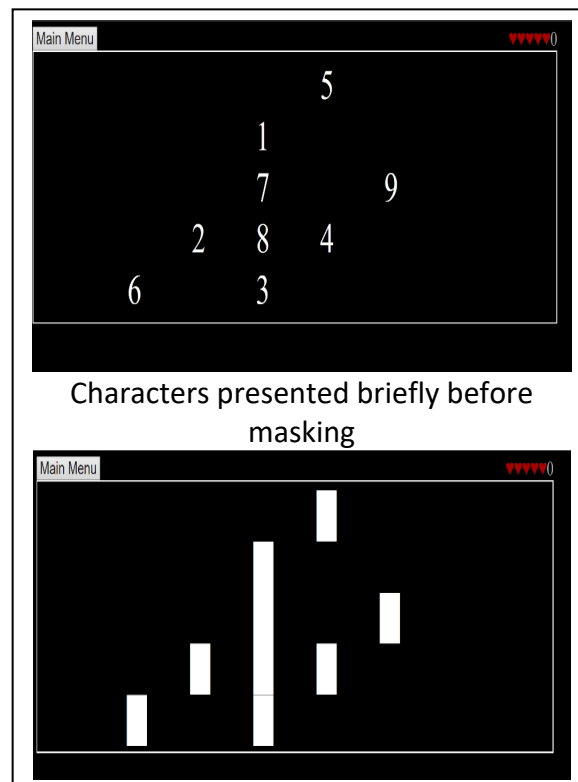 Main Menu ♥♥♥♥♥0
5
1
7 9
2 8 4
6 3
Characters presented briefly before
masking
Main Menu ♥♥♥♥♥0